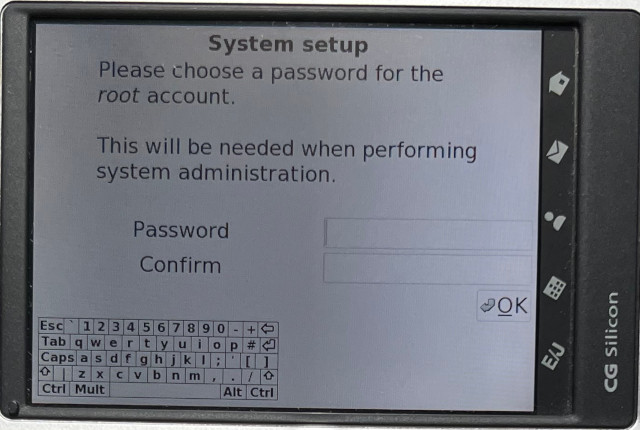 System setup
Please choose a password for the
root account.
This will be needed when performing
system administration.
Password
Confirm
OK
Esc ` 1 2 3 4 5 6 7 8 9 0 - +
Tab q w e r t y u i o p #
Caps a s d f g h j k l ; ' [ ]
| z x c v b n m , . /
Ctrl Mult Alt Ctrl
E/J
CG Silicon